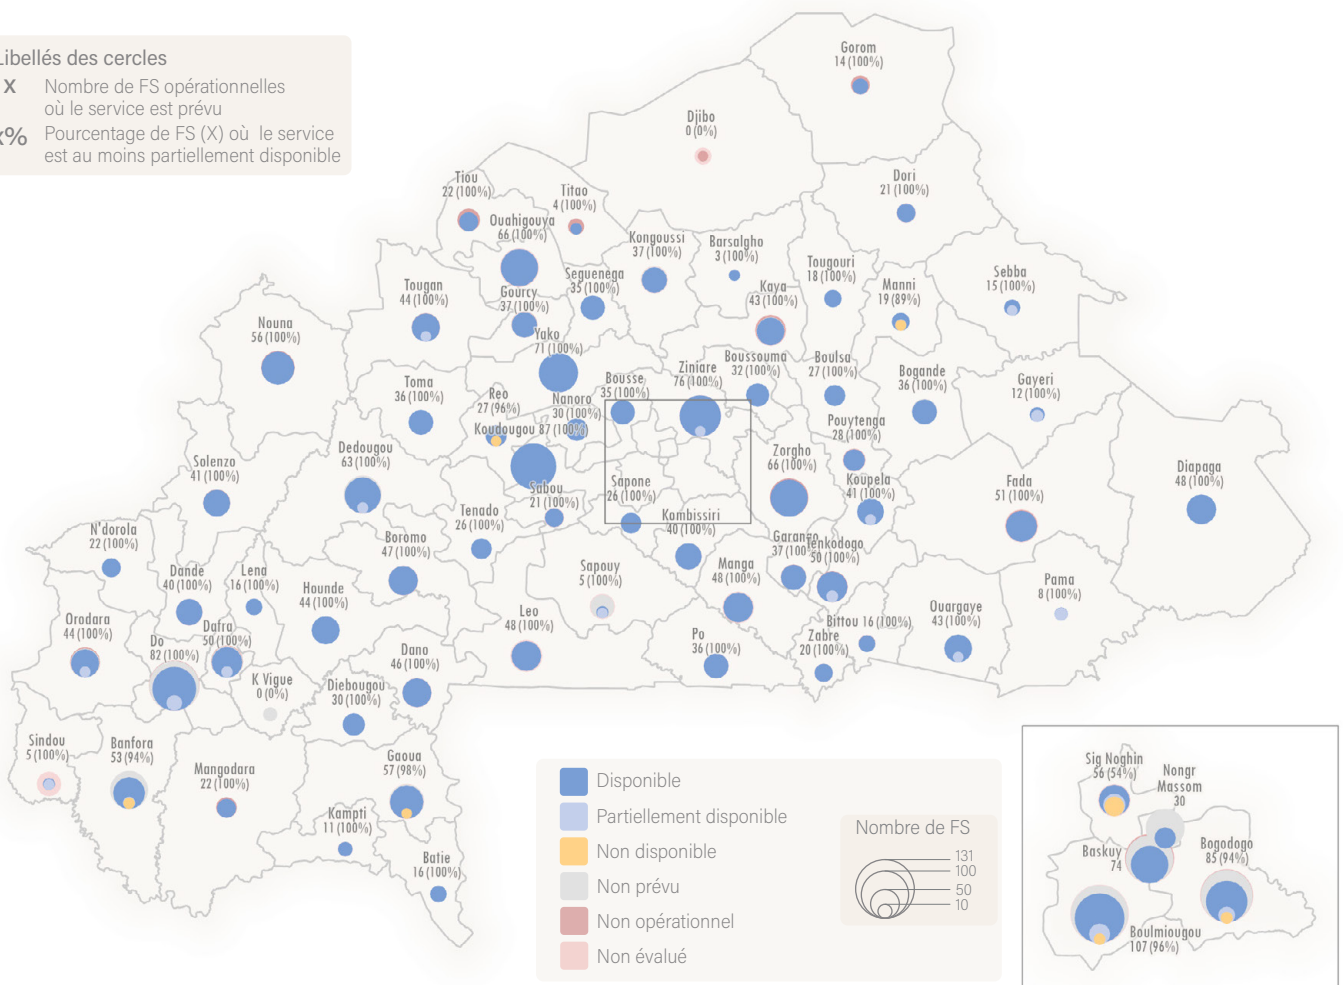 Libellés des cercles
X Nombre de FS opérationnelles
où le service est prévu
x% Pourcentage de FS (X) où le service
est au moins partiellement disponible
Gorom
14 (100%)
Djibo
0 (0%)
Dori
21 (100%)
Tiou
22 (100%)
Titao
4 (100%)
Ouahigouya
66 (100%)
Kongoussi
37 (100%)
Barsalgho
3 (100%)
Tougouri
18 (100%)
Sebba
15 (100%)
Seguenega
35 (100%)
Tougan
44 (100%)
Gourcy
37 (100%)
Kaya
43 (100%)
Manni
19 (89%)
Nouna
56 (100%)
Yako
71 (100%)
Ziniare
76 (100%)
Boussouma
32 (100%)
Boulsa
27 (100%)
Bogande
36 (100%)
Gayeri
12 (100%)
Toma
36 (100%)
Reo
27 (96%)
Nanoro
30 (100%)
Bousse
35 (100%)
Koudougou 87 (100%)
Pouytenga
28 (100%)
Dedougou
63 (100%)
Solenzo
41 (100%)
Zorgho
66 (100%)
Koupela
41 (100%)
Fada
51 (100%)
Diapaga
48 (100%)
Sabou
21 (100%)
Sapone
26 (100%)
Tenado
26 (100%)
Kombissiri
40 (100%)
N'dorola
22 (100%)
Boromo
47 (100%)
Garango
37 (100%)
Tenkodogo
50 (100%)
Dande
40 (100%)
Lena
16 (100%)
Hounde
44 (100%)
Sapouy
5 (100%)
Manga
48 (100%)
Pama
8 (100%)
Orodara
44 (100%)
Do
82 (100%)
Dafra
50 (100%)
Leo
48 (100%)
Ouargaye
43 (100%)
Bittou 16 (100%)
Po
36 (100%)
Zabre
20 (100%)
Dano
46 (100%)
K Vigue
0 (0%)
Diebougou
30 (100%)
Sindou
5 (100%)
Banfora
53 (94%)
Mangodara
22 (100%)
Gaoua
57 (98%)
Kampti
11 (100%)
Batie
16 (100%)
Disponible
Partiellement disponible
Non disponible
Non prévu
Non opérationnel
Non évalué
Nombre de FS
131
100
50
10
Sig Noghin
56 (54%)
Nongr
Massom
30
Baskuy
74
Bogodogo
85 (94%)
Boulmiougou
107 (96%)